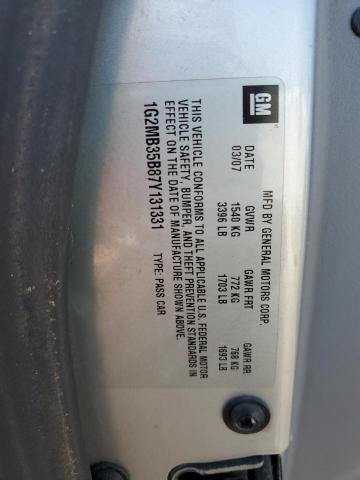 GM
MFD BY GENERAL MOTORS CORP.
DATE GVWR GAWR FRT GAWR RR
03/07 1540 KG 772 KG 768 KG
3396 LB 1703 LB 1693 LB
THIS VEHICLE CONFORMS TO ALL APPLICABLE U.S. FEDERAL MOTOR
VEHICLE SAFETY, BUMPER, AND THEFT PREVENTION STANDARDS IN
EFFECT ON THE DATE OF MANUFACTURE SHOWN ABOVE.
1G2MB35B87Y131331 TYPE: PASS CAR